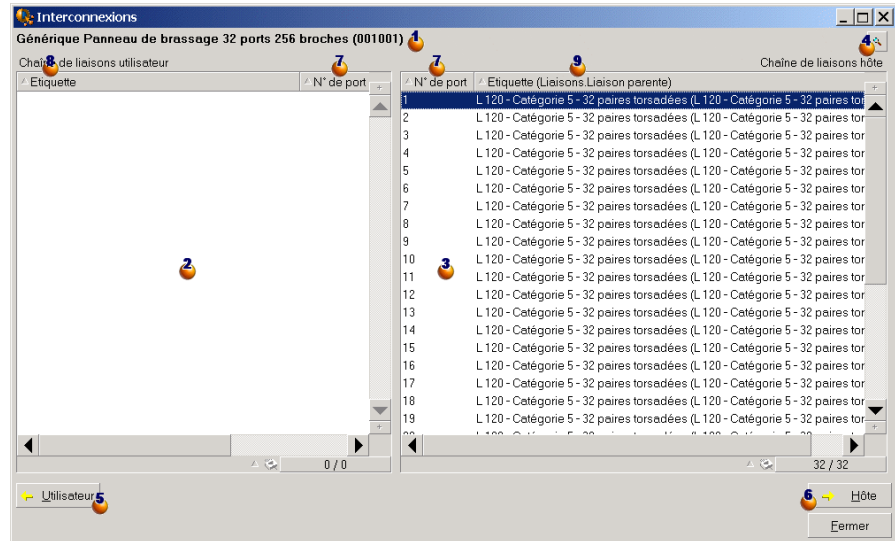 Interconnexions
Générique Panneau de brassage 32 ports 256 broches (001001) 1
4
Chaîne de liaisons utilisateur
Chaîne de liaisons hôte
8 7 7 9
Etiquette N° de port
N° de port Etiquette (Liaisons.Liaison parente)
1 L 120 - Catégorie 5 - 32 paires torsadées (L 120 - Catégorie 5 - 32 paires tor
2 L 120 - Catégorie 5 - 32 paires torsadées (L 120 - Catégorie 5 - 32 paires tor
3 L 120 - Catégorie 5 - 32 paires torsadées (L 120 - Catégorie 5 - 32 paires tor
4 L 120 - Catégorie 5 - 32 paires torsadées (L 120 - Catégorie 5 - 32 paires tor
5 L 120 - Catégorie 5 - 32 paires torsadées (L 120 - Catégorie 5 - 32 paires tor
6 L 120 - Catégorie 5 - 32 paires torsadées (L 120 - Catégorie 5 - 32 paires tor
7 L 120 - Catégorie 5 - 32 paires torsadées (L 120 - Catégorie 5 - 32 paires tor
8 L 120 - Catégorie 5 - 32 paires torsadées (L 120 - Catégorie 5 - 32 paires tor
9 L 120 - Catégorie 5 - 32 paires torsadées (L 120 - Catégorie 5 - 32 paires tor
10 L 120 - Catégorie 5 - 32 paires torsadées (L 120 - Catégorie 5 - 32 paires tor
2
3
11 L 120 - Catégorie 5 - 32 paires torsadées (L 120 - Catégorie 5 - 32 paires tor
12 L 120 - Catégorie 5 - 32 paires torsadées (L 120 - Catégorie 5 - 32 paires tor
13 L 120 - Catégorie 5 - 32 paires torsadées (L 120 - Catégorie 5 - 32 paires tor
14 L 120 - Catégorie 5 - 32 paires torsadées (L 120 - Catégorie 5 - 32 paires tor
15 L 120 - Catégorie 5 - 32 paires torsadées (L 120 - Catégorie 5 - 32 paires tor
16 L 120 - Catégorie 5 - 32 paires torsadées (L 120 - Catégorie 5 - 32 paires tor
17 L 120 - Catégorie 5 - 32 paires torsadées (L 120 - Catégorie 5 - 32 paires tor
18 L 120 - Catégorie 5 - 32 paires torsadées (L 120 - Catégorie 5 - 32 paires tor
19 L 120 - Catégorie 5 - 32 paires torsadées (L 120 - Catégorie 5 - 32 paires tor
0 / 0
32 / 32
Utilisateur 5
6 Hôte
Fermer